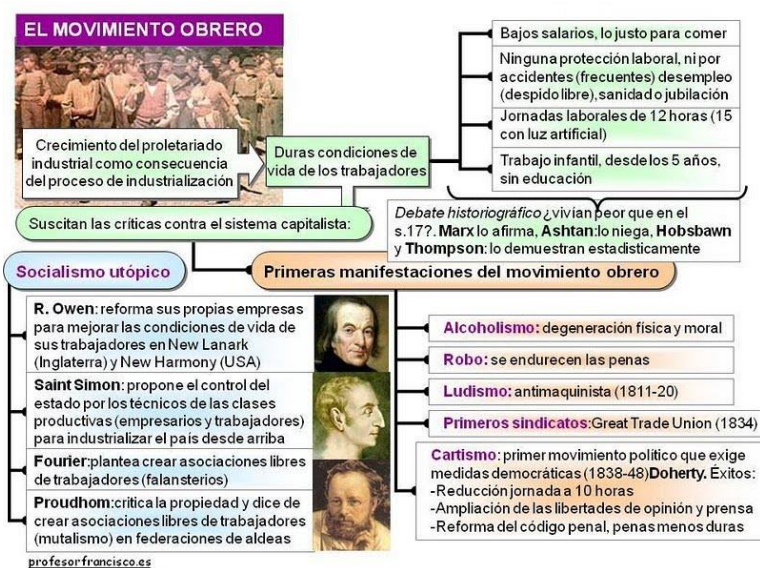 EL MOVIMIENTO OBRERO
Crecimiento del proletariado
industrial como consecuencia
del proceso de industrialización
Duras condiciones de
vida de los trabajadores
Bajos salarios, lo justo para comer
Ninguna protección laboral, ni por
accidentes (frecuentes) desempleo
(despido libre), sanidad o jubilación
Jornadas laborales de 12 horas (15
con luz artificial)
Trabajo infantil, desde los 5 años,
sin educación
Debate historiográfico ¿vivían peor que en el
s.17?. Marx lo afirma, Ashtan:lo niega, Hobsbawn
y Thompson: lo demuestran estadisticamente
Suscitan las críticas contra el sistema capitalista:
Socialismo utópico
R. Owen: reforma sus propias empresas
para mejorar las condiciones de vida de
sus trabajadores en New Lanark
(Inglaterra) y New Harmony (USA)
Saint Simon: propone el control del
estado por los técnicos de las clases
productivas (empresarios y trabajadores)
para industrializar el país desde arriba
Fourier:plantea crear asociaciones libres
de trabajadores (falansterios)
Proudhom:critica la propiedad y dice de
crear asociaciones libres de trabajadores
(mutalismo) en federaciones de aldeas
Primeras manifestaciones del movimiento obrero
Alcoholismo: degeneración física y moral
Robo: se endurecen las penas
Ludismo: antimaquinista (1811-20)
Primeros sindicatos:Great Trade Union (1834)
Cartismo: primer movimiento político que exige
medidas democráticas (1838-48)Doherty. Éxitos:
-Reducción jornada a 10 horas
-Ampliación de las libertades de opinión y prensa
-Reforma del código penal, penas menos duras
profesorfrancisco.es